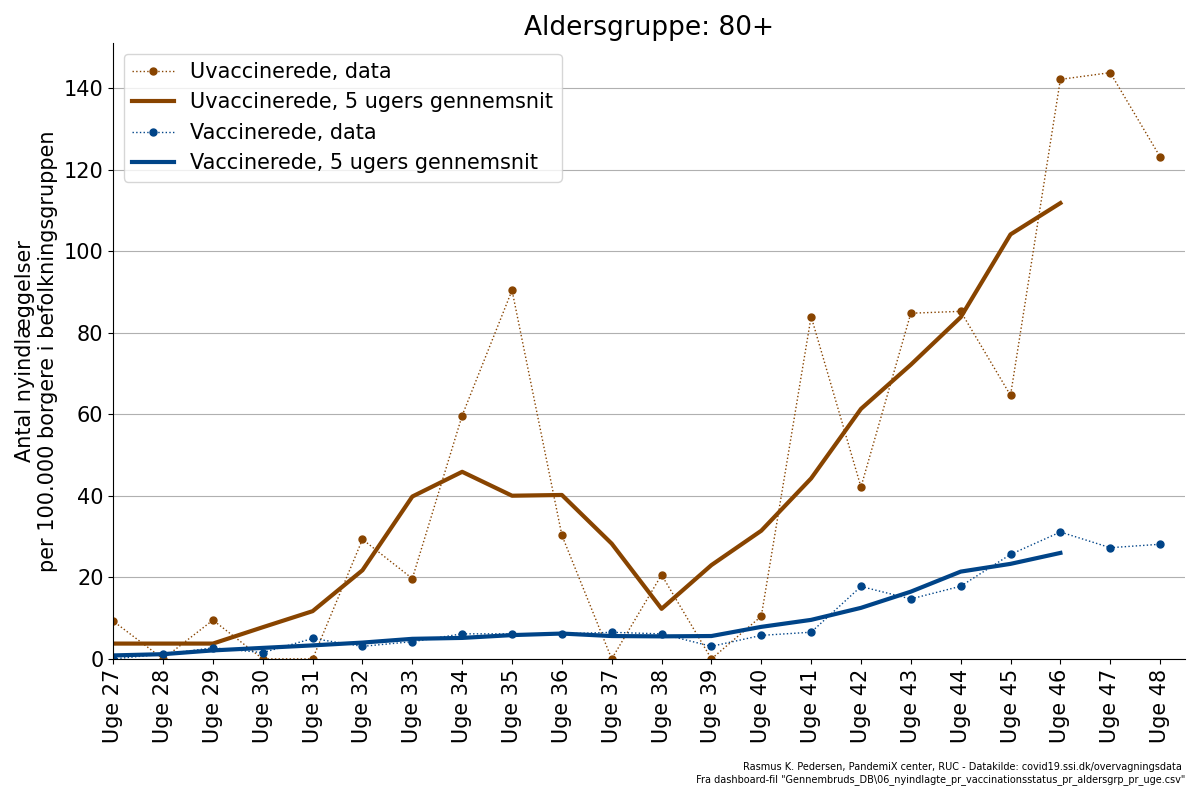 Aldersgruppe: 80+
Uvaccinerede, data
Uvaccinerede, 5 ugers gennemsnit
Vaccinerede, data
Vaccinerede, 5 ugers gennemsnit
Antal nyindlæggelser
per 100.000 borgere i befolkningsgruppen
140
120
100
80
60
40
20
0
Uge 27
Uge 28
Uge 29
Uge 30
Uge 31
Uge 32
Uge 33
Uge 34
Uge 35
Uge 36
Uge 37
Uge 38
Uge 39
Uge 40
Uge 41
Uge 42
Uge 43
Uge 44
Uge 45
Uge 46
Uge 47
Uge 48
Rasmus K. Pedersen, PandemiX center, RUC - Datakilde: covid19.ssi.dk/overvagningsdata
Fra dashboard-fil "Gennembruds_DB\06_nyindlagte_pr_vaccinationsstatus_pr_aldersgrp_pr_uge.csv"